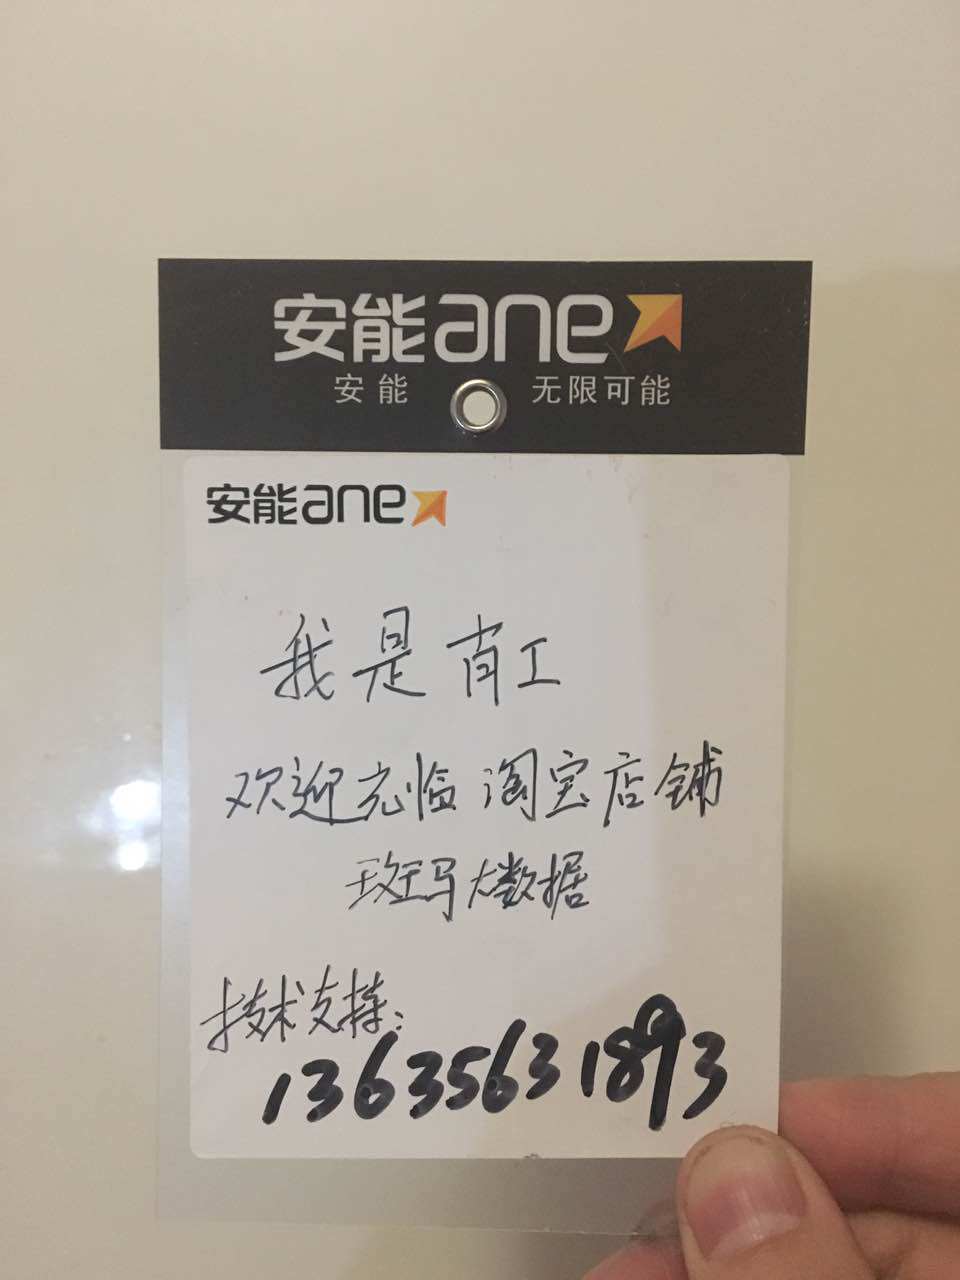 安能ane
安能 无限可能
安能ane
我是肖工
欢迎光临淘宝店铺
斑马大数据
技术支持:
13635631893